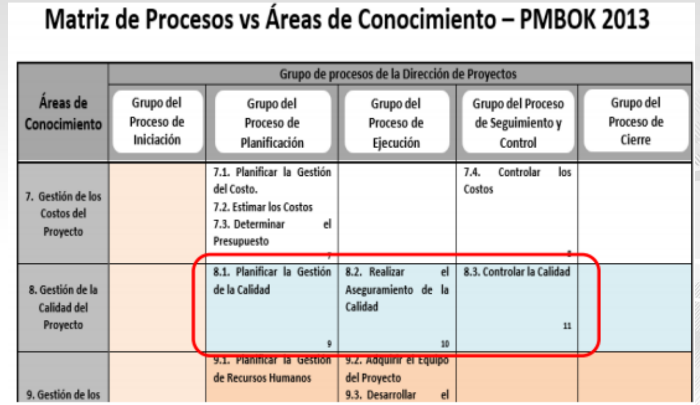 Matriz de Procesos vs Áreas de Conocimiento – PMBOK 2013
Grupo de procesos de la Dirección de Proyectos
Áreas de
Conocimiento
Grupo del
Proceso de
Iniciación
Grupo del
Proceso de
Planificación
Grupo del
Proceso de
Ejecución
Grupo del Proceso
de Seguimiento y
Control
Grupo del
Proceso de
Cierre
7. Gestión de los
Costos del
Proyecto
7.1. Planificar la Gestión
del Costo.
7.2. Estimar los Costos
7.3. Determinar el
Presupuesto
7.4. Controlar los
Costos
8. Gestión de la
Calidad del
Proyecto
8.1. Planificar la Gestión
de la Calidad
9
8.2. Realizar el
Aseguramiento de la
Calidad
10
8.3. Controlar la Calidad
11
9. Gestión de los
9.1. Planificar la Gestión
de Recursos Humanos
9.2. Adquirir el Equipo
del Proyecto
9.3. Desarrollar el